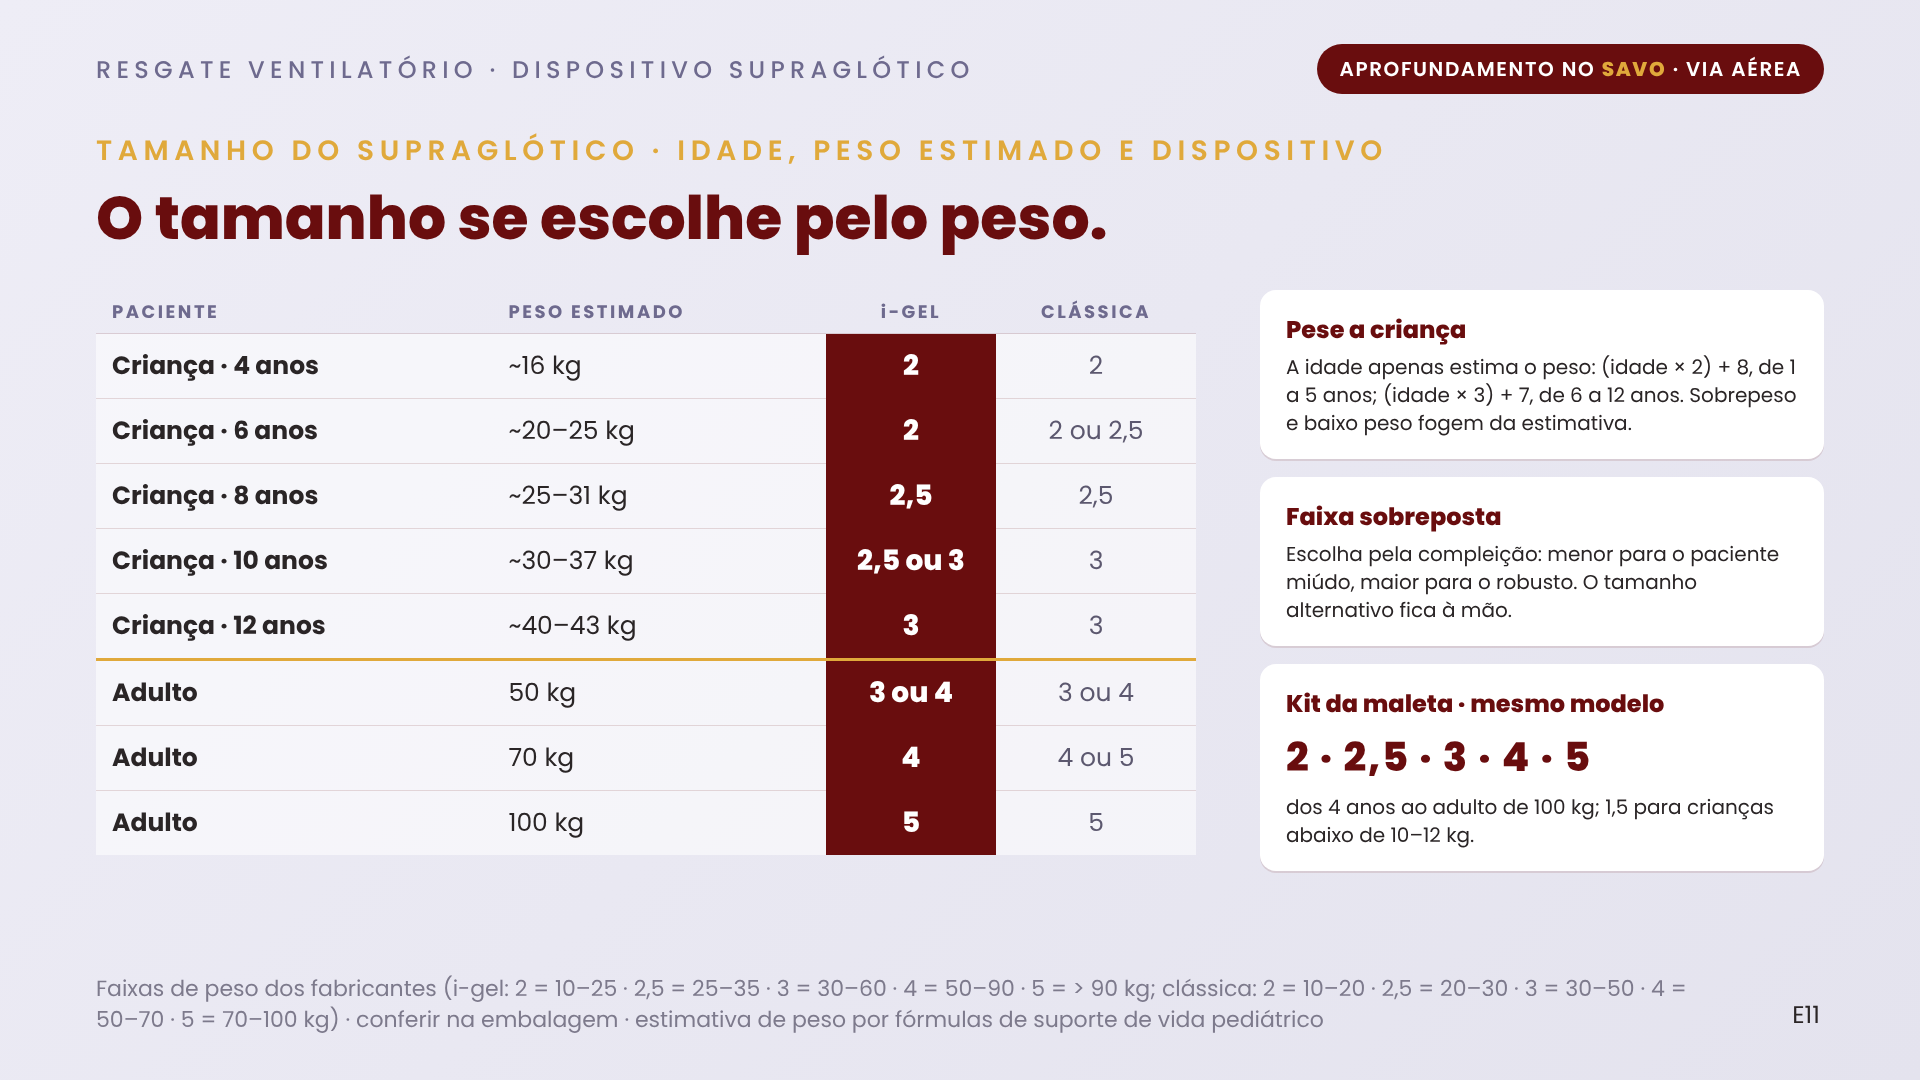 RESGATE VENTILATÓRIO · DISPOSITIVO SUPRAGLÓTICO
APROFUNDAMENTO NO SAVO · VIA AÉREA
TAMANHO DO SUPRAGLÓTICO · IDADE, PESO ESTIMADO E DISPOSITIVO
O tamanho se escolhe pelo peso.
PACIENTE PESO ESTIMADO i-GEL CLÁSSICA
Criança · 4 anos ~16 kg 2 2
Criança · 6 anos ~20–25 kg 2 2 ou 2,5
Criança · 8 anos ~25–31 kg 2,5 2,5
Criança · 10 anos ~30–37 kg 2,5 ou 3 3
Criança · 12 anos ~40–43 kg 3 3
Adulto 50 kg 3 ou 4 3 ou 4
Adulto 70 kg 4 4 ou 5
Adulto 100 kg 5 5
Pese a criança
A idade apenas estima o peso: (idade × 2) + 8, de 1
a 5 anos; (idade × 3) + 7, de 6 a 12 anos. Sobrepeso
e baixo peso fogem da estimativa.
Faixa sobreposta
Escolha pela compleição: menor para o paciente
miúdo, maior para o robusto. O tamanho
alternativo fica à mão.
Kit da maleta · mesmo modelo
2 · 2,5 · 3 · 4 · 5
dos 4 anos ao adulto de 100 kg; 1,5 para crianças
abaixo de 10–12 kg.
Faixas de peso dos fabricantes (i-gel: 2 = 10–25 · 2,5 = 25–35 · 3 = 30–60 · 4 = 50–90 · 5 = > 90 kg; clássica: 2 = 10–20 · 2,5 = 20–30 · 3 = 30–50 · 4 =
50–70 · 5 = 70–100 kg) · conferir na embalagem · estimativa de peso por fórmulas de suporte de vida pediátrico
E11